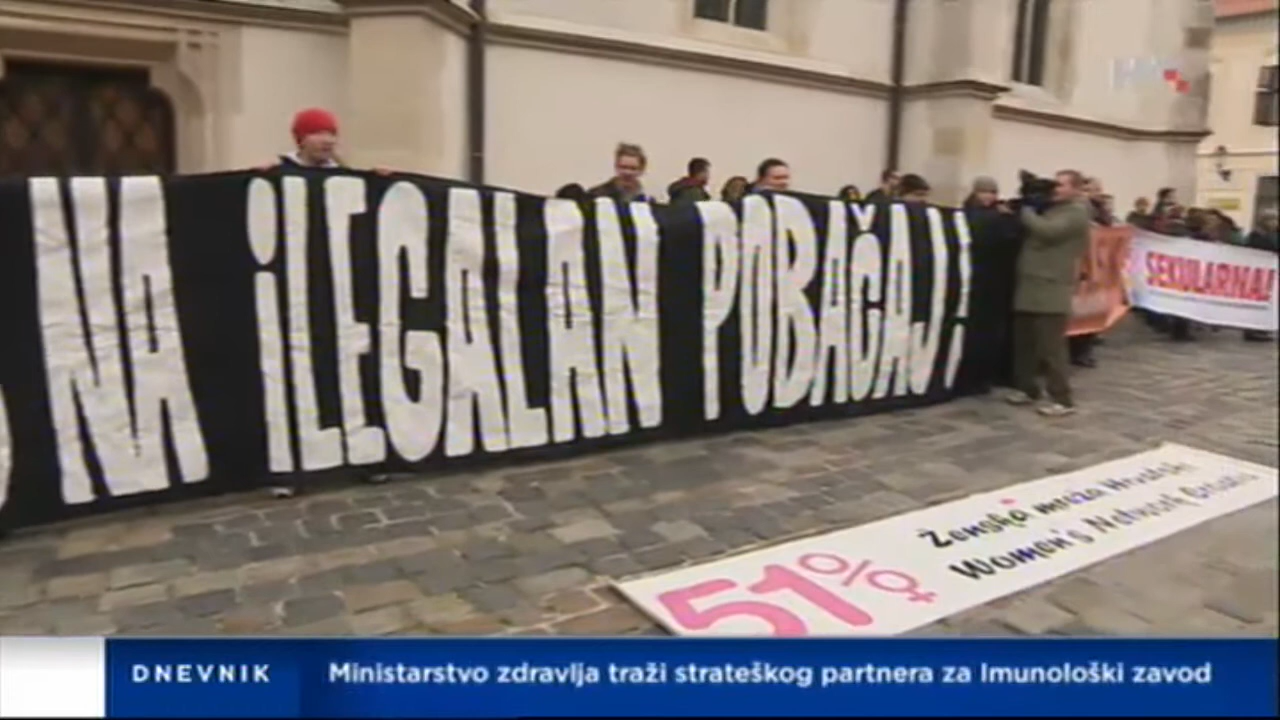 HRT
NA iLEGALAN POBAČAJ!
SEKULARNA!
51%
Ženska mreža Hrvatske
Women's Network Croatia
DNEVNIK
Ministarstvo zdravlja traži strateškog partnera za Imunološki zavod